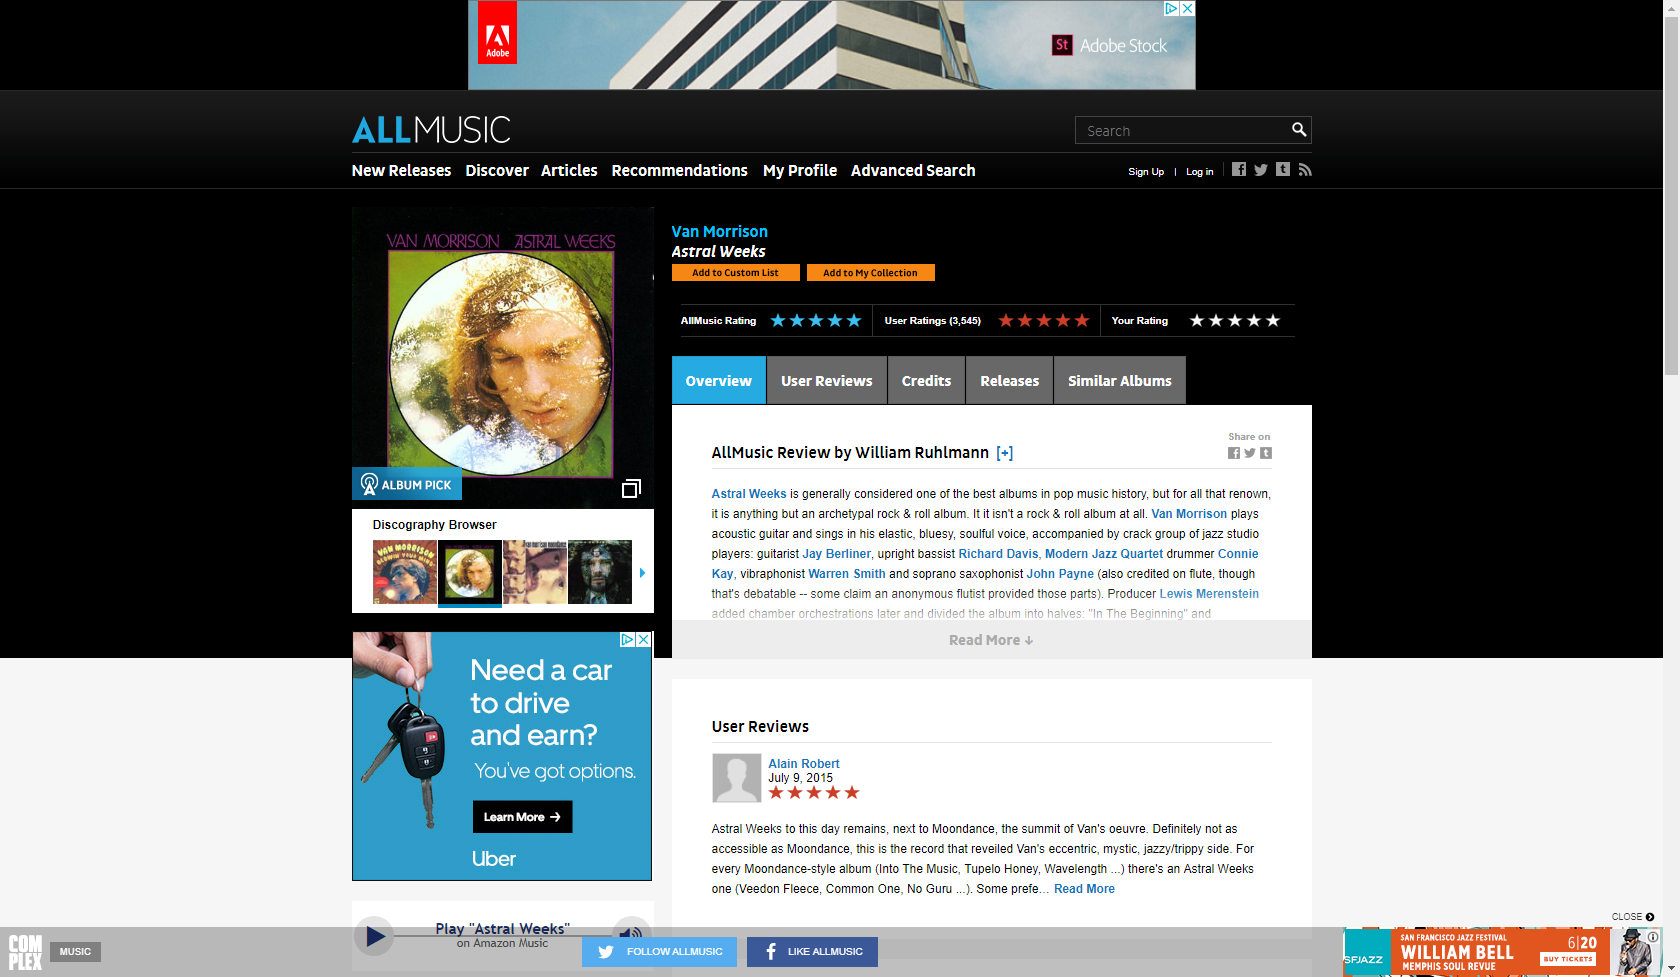 Adobe
St Adobe Stock
ALLMUSIC
Search
New Releases Discover Articles Recommendations My Profile Advanced Search
Sign Up | Log in
VAN MORRISON ASTRAL WEEKS
ALBUM PICK
Van Morrison
Astral Weeks
Add to Custom List Add to My Collection
AllMusic Rating User Ratings (3,545) Your Rating
Overview User Reviews Credits Releases Similar Albums
Share on
AllMusic Review by William Ruhlmann [+]
Astral Weeks is generally considered one of the best albums in pop music history, but for all that renown,
it is anything but an archetypal rock & roll album. It it isn't a rock & roll album at all. Van Morrison plays
acoustic guitar and sings in his elastic, bluesy, soulful voice, accompanied by crack group of jazz studio
players: guitarist Jay Berliner, upright bassist Richard Davis, Modern Jazz Quartet drummer Connie
Kay, vibraphonist Warren Smith and soprano saxophonist John Payne (also credited on flute, though
that's debatable -- some claim an anonymous flutist provided those parts). Producer Lewis Merenstein
added chamber orchestrations later and divided the album into halves: "In The Beginning" and
Read More ↓
Discography Browser
VAN MORRISON
Need a car
to drive
and earn?
You've got options.
Learn More →
Uber
User Reviews
Alain Robert
July 9, 2015
Astral Weeks to this day remains, next to Moondance, the summit of Van's oeuvre. Definitely not as
accessible as Moondance, this is the record that reveiled Van's eccentric, mystic, jazzy/trippy side. For
every Moondance-style album (Into The Music, Tupelo Honey, Wavelength ...) there's an Astral Weeks
one (Veedon Fleece, Common One, No Guru ...). Some prefe... Read More
Play "Astral Weeks"
on Amazon Music
CLOSE
COMPLEX
MUSIC
FOLLOW ALLMUSIC
LIKE ALLMUSIC
SFJAZZ
SAN FRANCISCO JAZZ FESTIVAL
WILLIAM BELL
MEMPHIS SOUL REVUE
6|20
BUY TICKETS